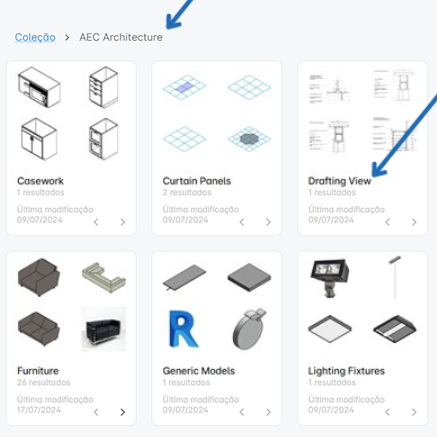 Coleção > AEC Architecture
Casework
1 resultados
Última modificação
09/07/2024
Curtain Panels
2 resultados
Última modificação
09/07/2024
Drafting View
1 resultados
Última modificação
09/07/2024
Furniture
26 resultados
Última modificação
17/07/2024
R
Generic Models
1 resultados
Última modificação
09/07/2024
Lighting Fixtures
1 resultados
Última modificação
09/07/2024